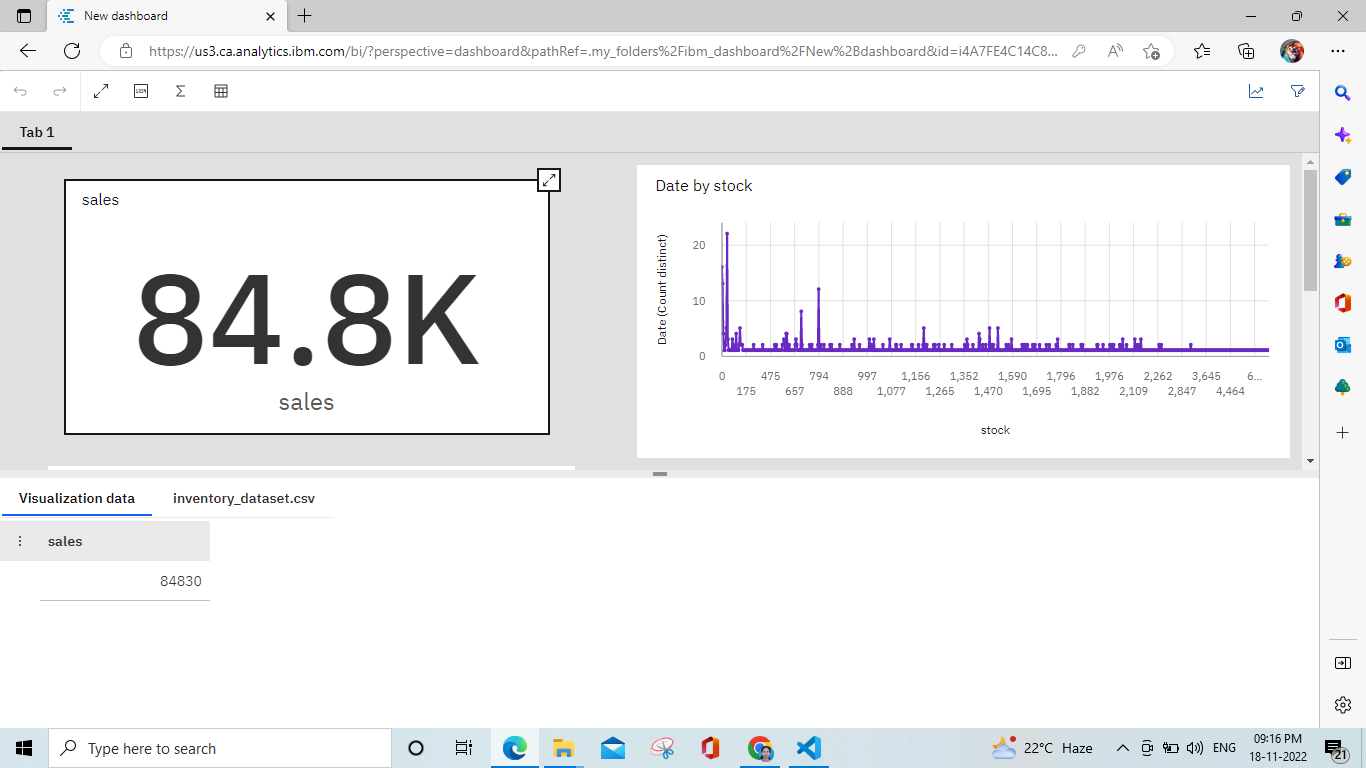 New dashboard
https://us3.ca.analytics.ibm.com/bi/?perspective=dashboard&pathRef=.my_folders%2Fibm_dashboard%2FNew%2Bdashboard&id=i4A7FE4C14C8...
Tab 1
sales
84.8K
sales
Date by stock
Date (Count distinct)
20
10
0
0 475 794 997 1,156 1,352 1,590 1,796 1,976 2,262 3,645 6...
175 657 888 1,077 1,265 1,470 1,695 1,882 2,109 2,847 4,464
stock
Visualization data inventory_dataset.csv
sales
84830
Type here to search
22°C Haze
ENG
09:16 PM
18-11-2022
21